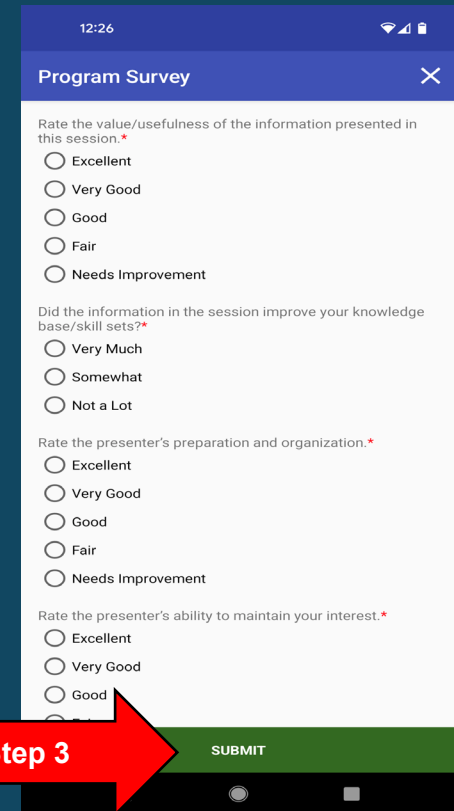 12:26
Program Survey
Rate the value/usefulness of the information presented in
this session.*
Excellent
Very Good
Good
Fair
Needs Improvement
Did the information in the session improve your knowledge
base/skill sets?*
Very Much
Somewhat
Not a Lot
Rate the presenter's preparation and organization.*
Excellent
Very Good
Good
Fair
Needs Improvement
Rate the presenter's ability to maintain your interest.*
Excellent
Very Good
Good
tep 3
SUBMIT